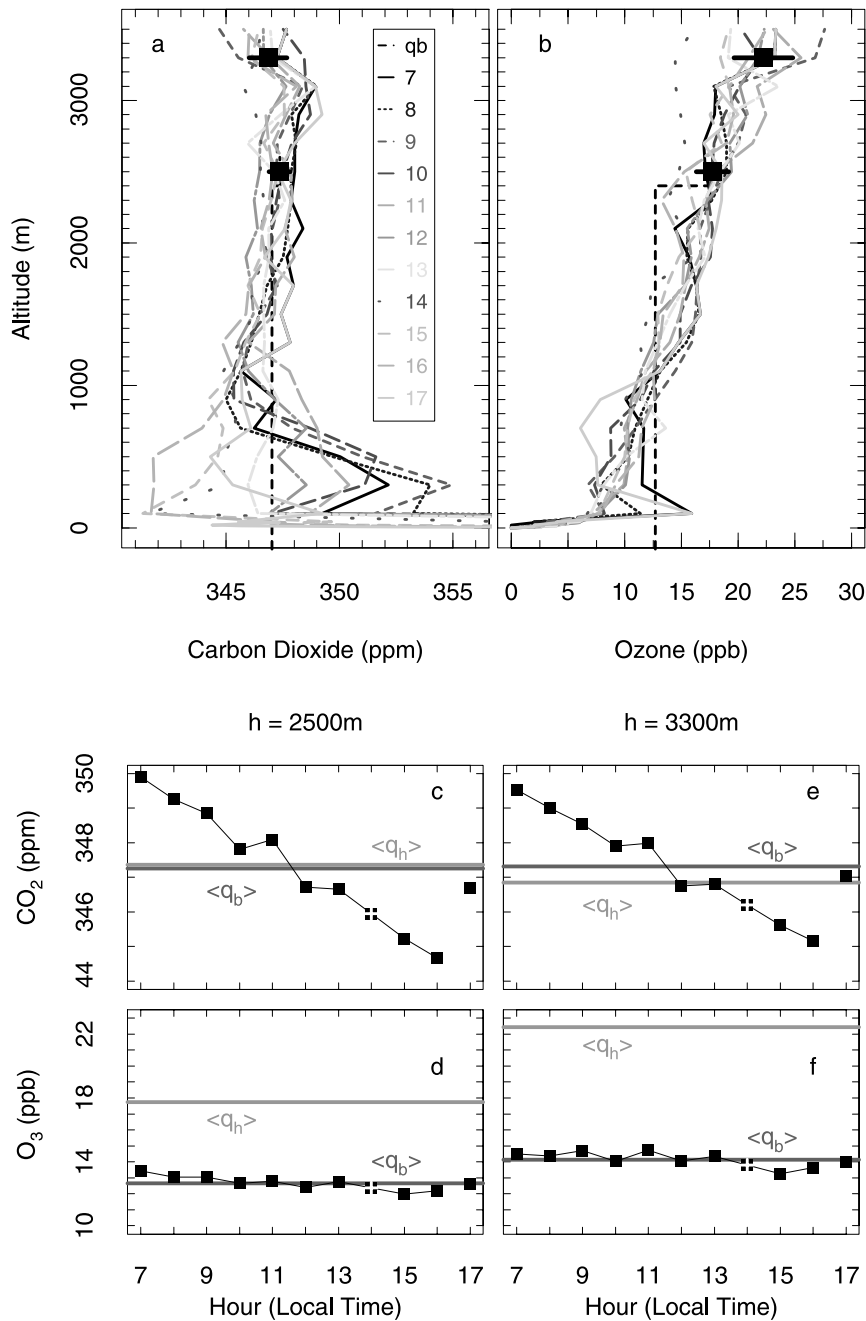 a
qb
7
8
9
10
11
12
13
14
15
16
17
b
Altitude (m)
3000
2000
1000
0
345 350 355
0 5 10 15 20 25 30
Carbon Dioxide (ppm)
Ozone (ppb)
h = 2500m
h = 3300m
CO2 (ppm)
350
348
346
44
c
<qh>
<qb>
e
<qb>
<qh>
O3 (ppb)
22
18
14
10
d
<qh>
<qb>
f
<qh>
<qb>
7 9 11 13 15 17
7 9 11 13 15 17
Hour (Local Time)
Hour (Local Time)